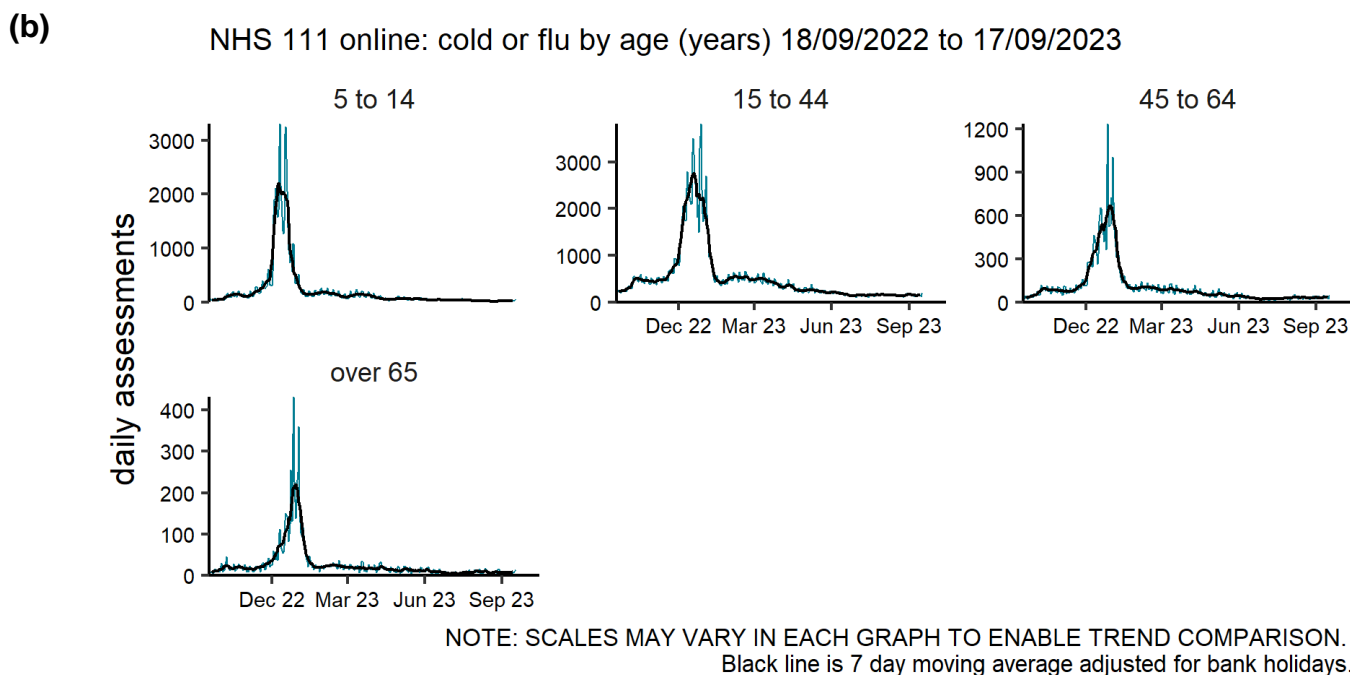 (b)
NHS 111 online: cold or flu by age (years) 18/09/2022 to 17/09/2023
daily assessments
5 to 14
3000
2000
1000
0
15 to 44
3000
2000
1000
0
Dec 22 Mar 23 Jun 23 Sep 23
45 to 64
1200
900
600
300
0
Dec 22 Mar 23 Jun 23 Sep 23
over 65
400
300
200
100
0
Dec 22 Mar 23 Jun 23 Sep 23
NOTE: SCALES MAY VARY IN EACH GRAPH TO ENABLE TREND COMPARISON.
Black line is 7 day moving average adjusted for bank holidays.